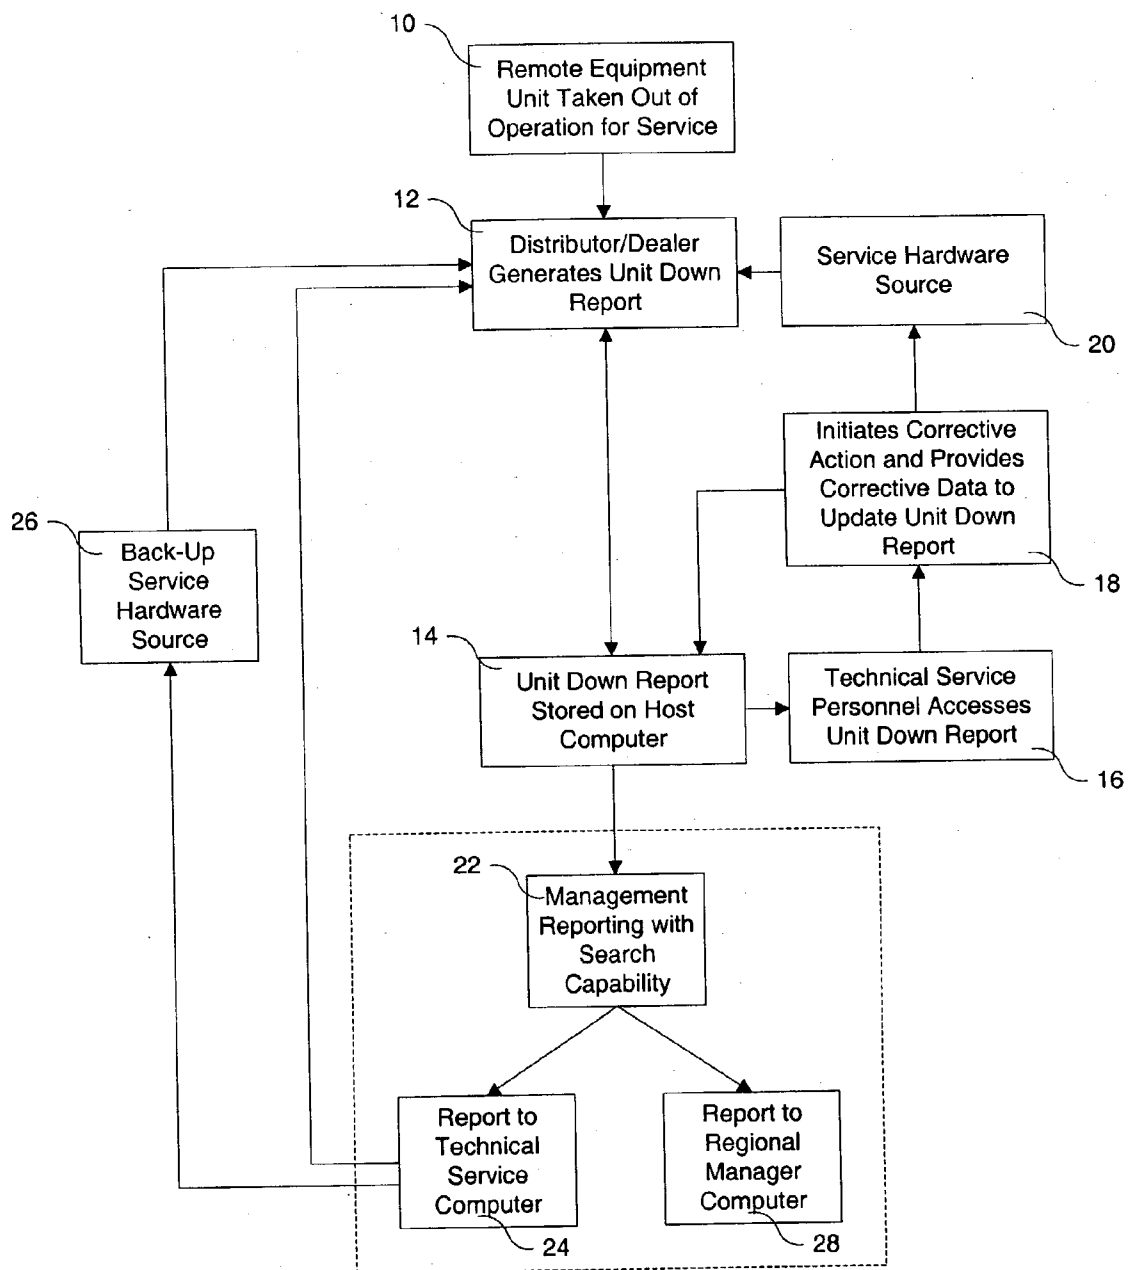 10
Remote Equipment
Unit Taken Out of
Operation for Service
12
Distributor/Dealer
Generates Unit Down
Report
Service Hardware
Source
20
Initiates Corrective
Action and Provides
Corrective Data to
Update Unit Down
Report
18
26
Back-Up
Service
Hardware
Source
14
Unit Down Report
Stored on Host
Computer
Technical Service
Personnel Accesses
Unit Down Report
16
22
Management
Reporting with
Search
Capability
Report to
Technical
Service
Computer
24
Report to
Regional
Manager
Computer
28